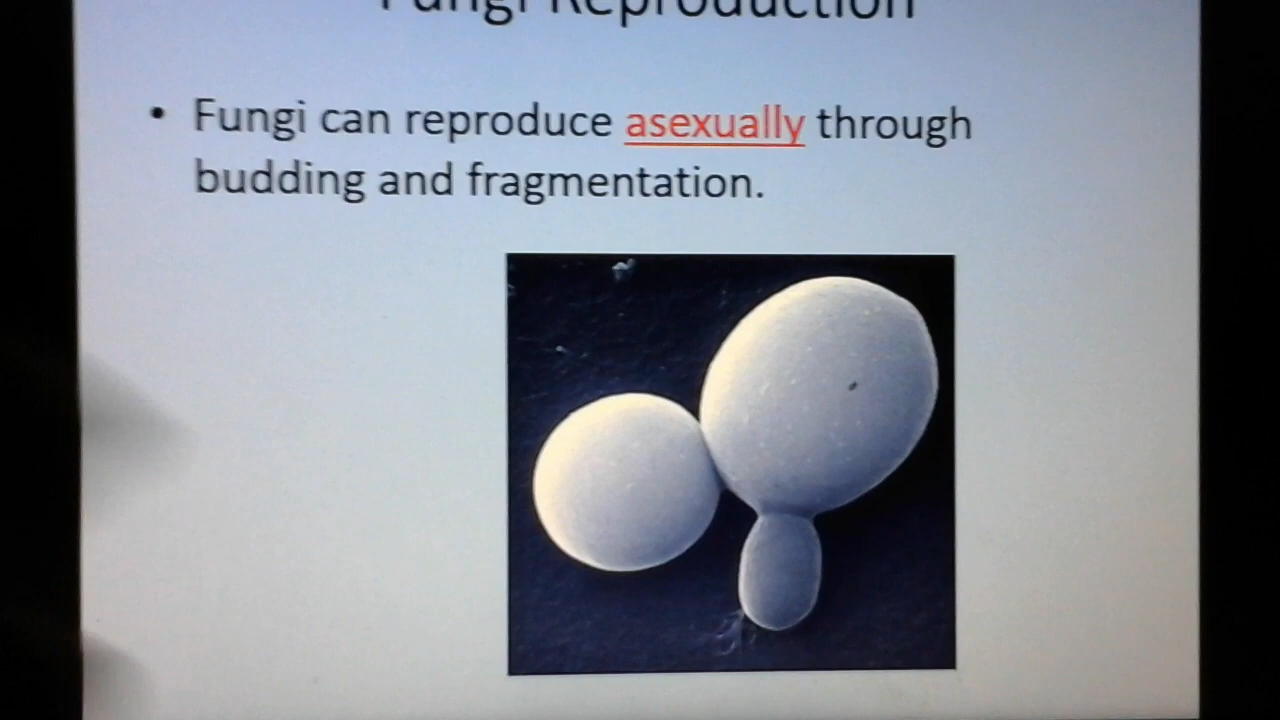 Fungi Reproduction
• Fungi can reproduce asexually through
budding and fragmentation.